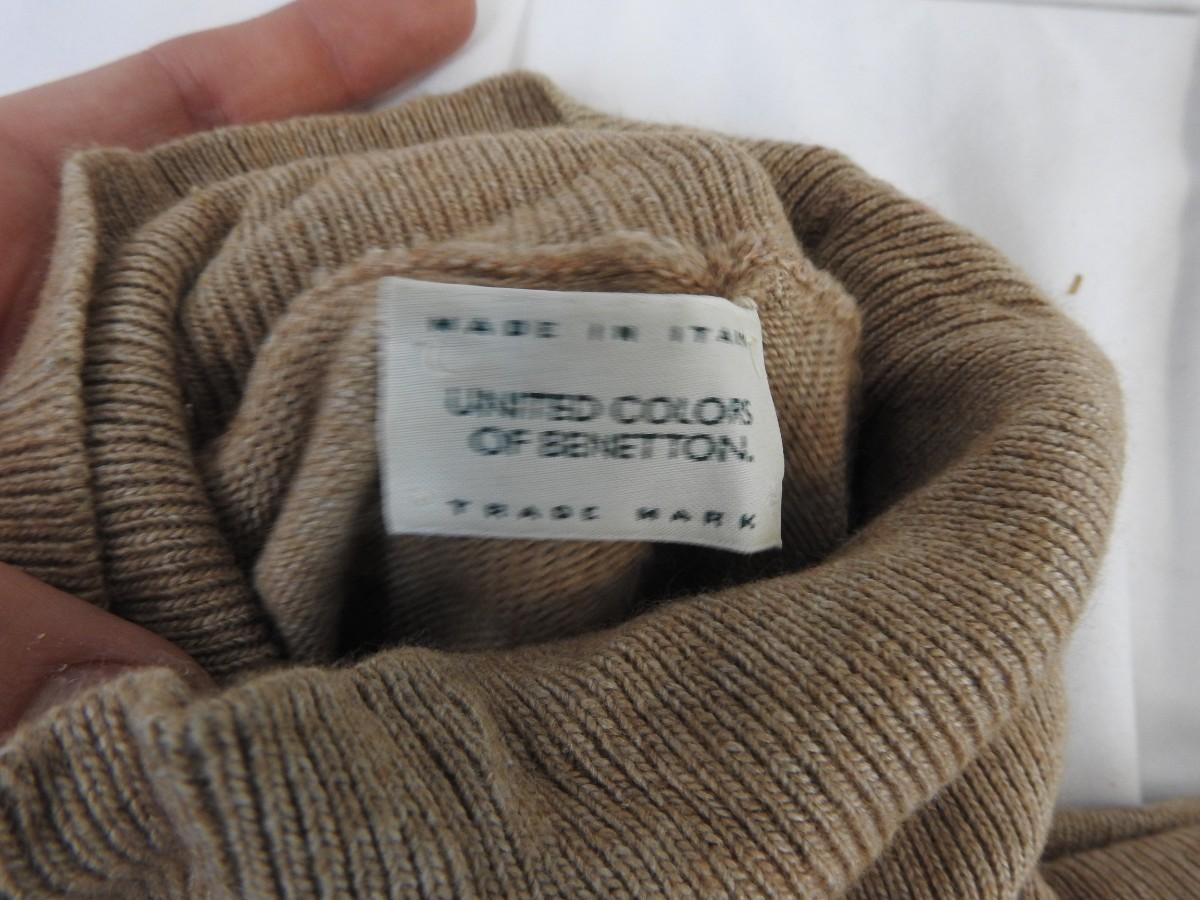 MADE IN ITALY
UNITED COLORS
OF BENETTON.
TRADE MARK